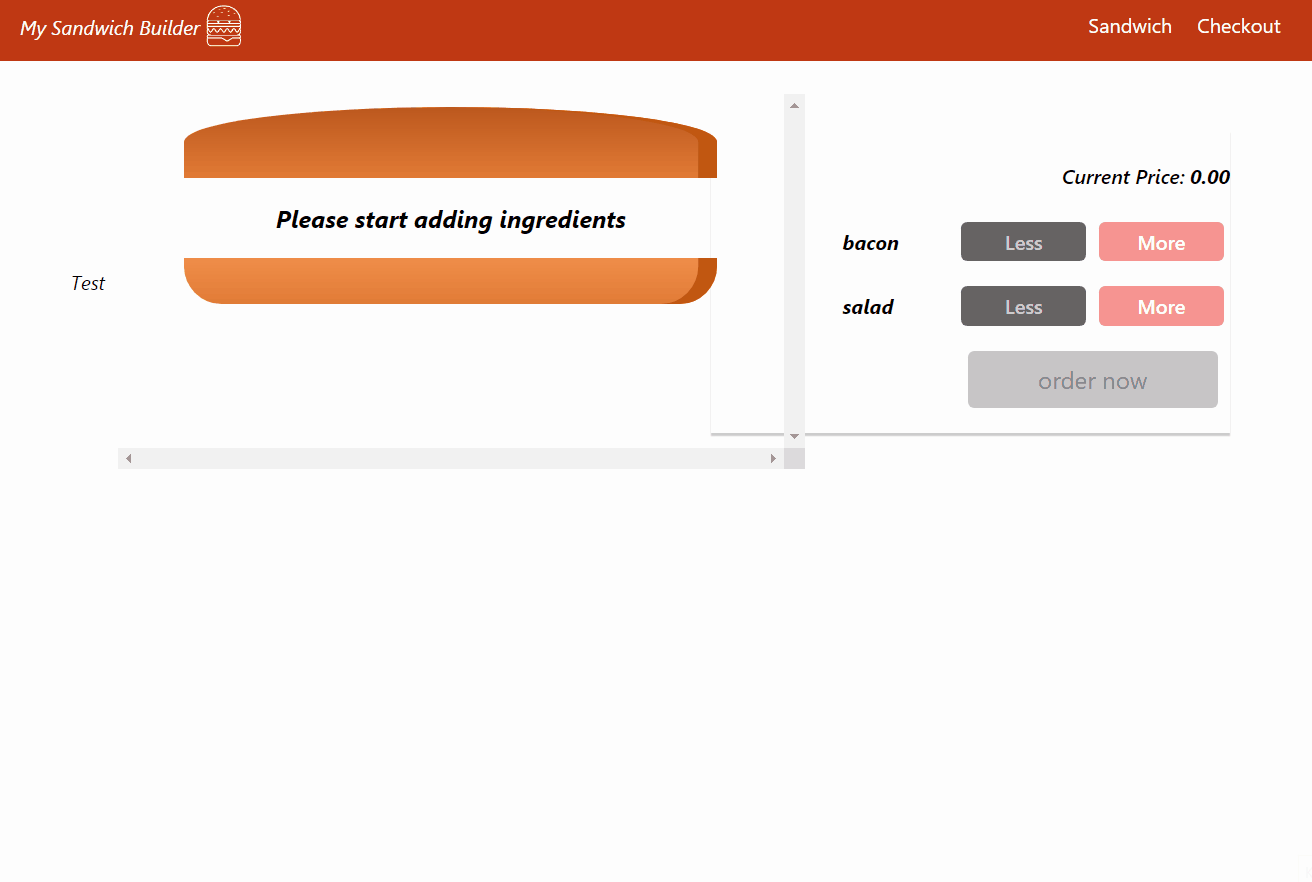 My Sandwich Builder
Sandwich Checkout
Current Price: 0.00
Please start adding ingredients
bacon Less More
Test
salad Less More
order now